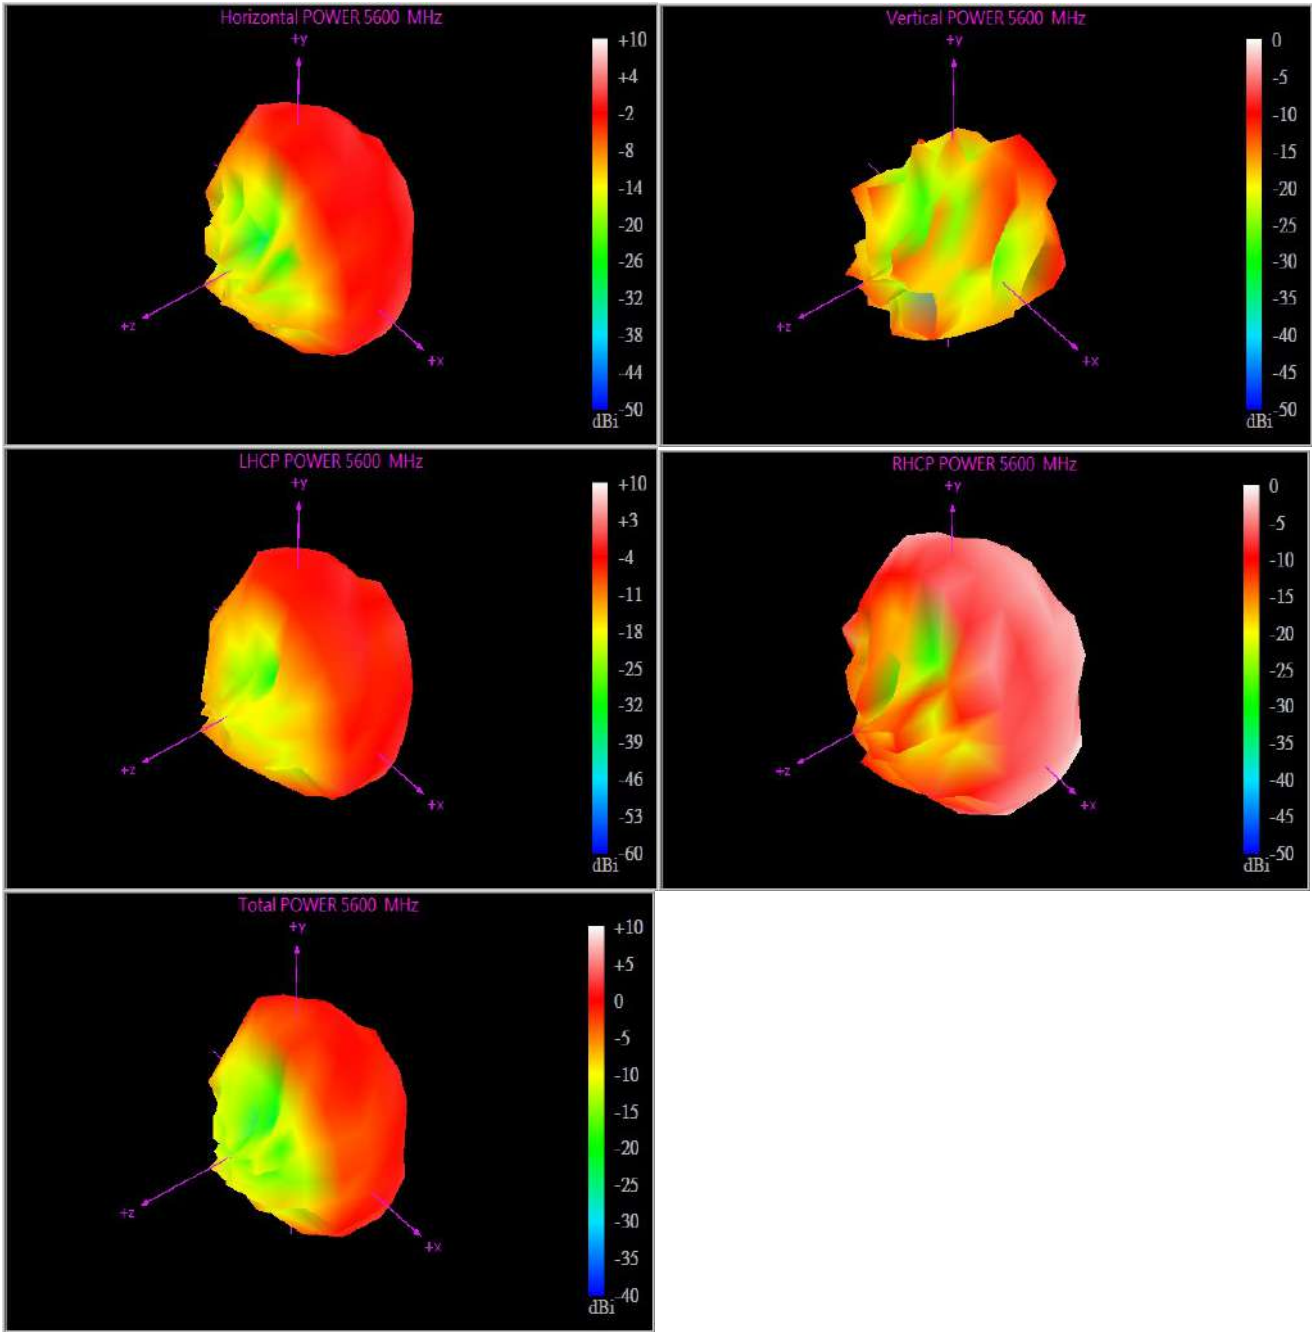 Horizontal POWER 5600 MHz
+y
+z
+x
+10
+4
-2
-8
-14
-20
-26
-32
-38
-44
-50
dBi
Vertical POWER 5600 MHz
+y
+z
+x
0
-5
-10
-15
-20
-25
-30
-35
-40
-45
-50
dBi
LHCP POWER 5600 MHz
+y
+z
+x
+10
+3
-4
-11
-18
-25
-32
-39
-46
-53
-60
dBi
RHCP POWER 5600 MHz
+y
+z
+x
0
-5
-10
-15
-20
-25
-30
-35
-40
-45
-50
dBi
Total POWER 5600 MHz
+y
+z
+x
+10
+5
0
-5
-10
-15
-20
-25
-30
-35
-40
dBi